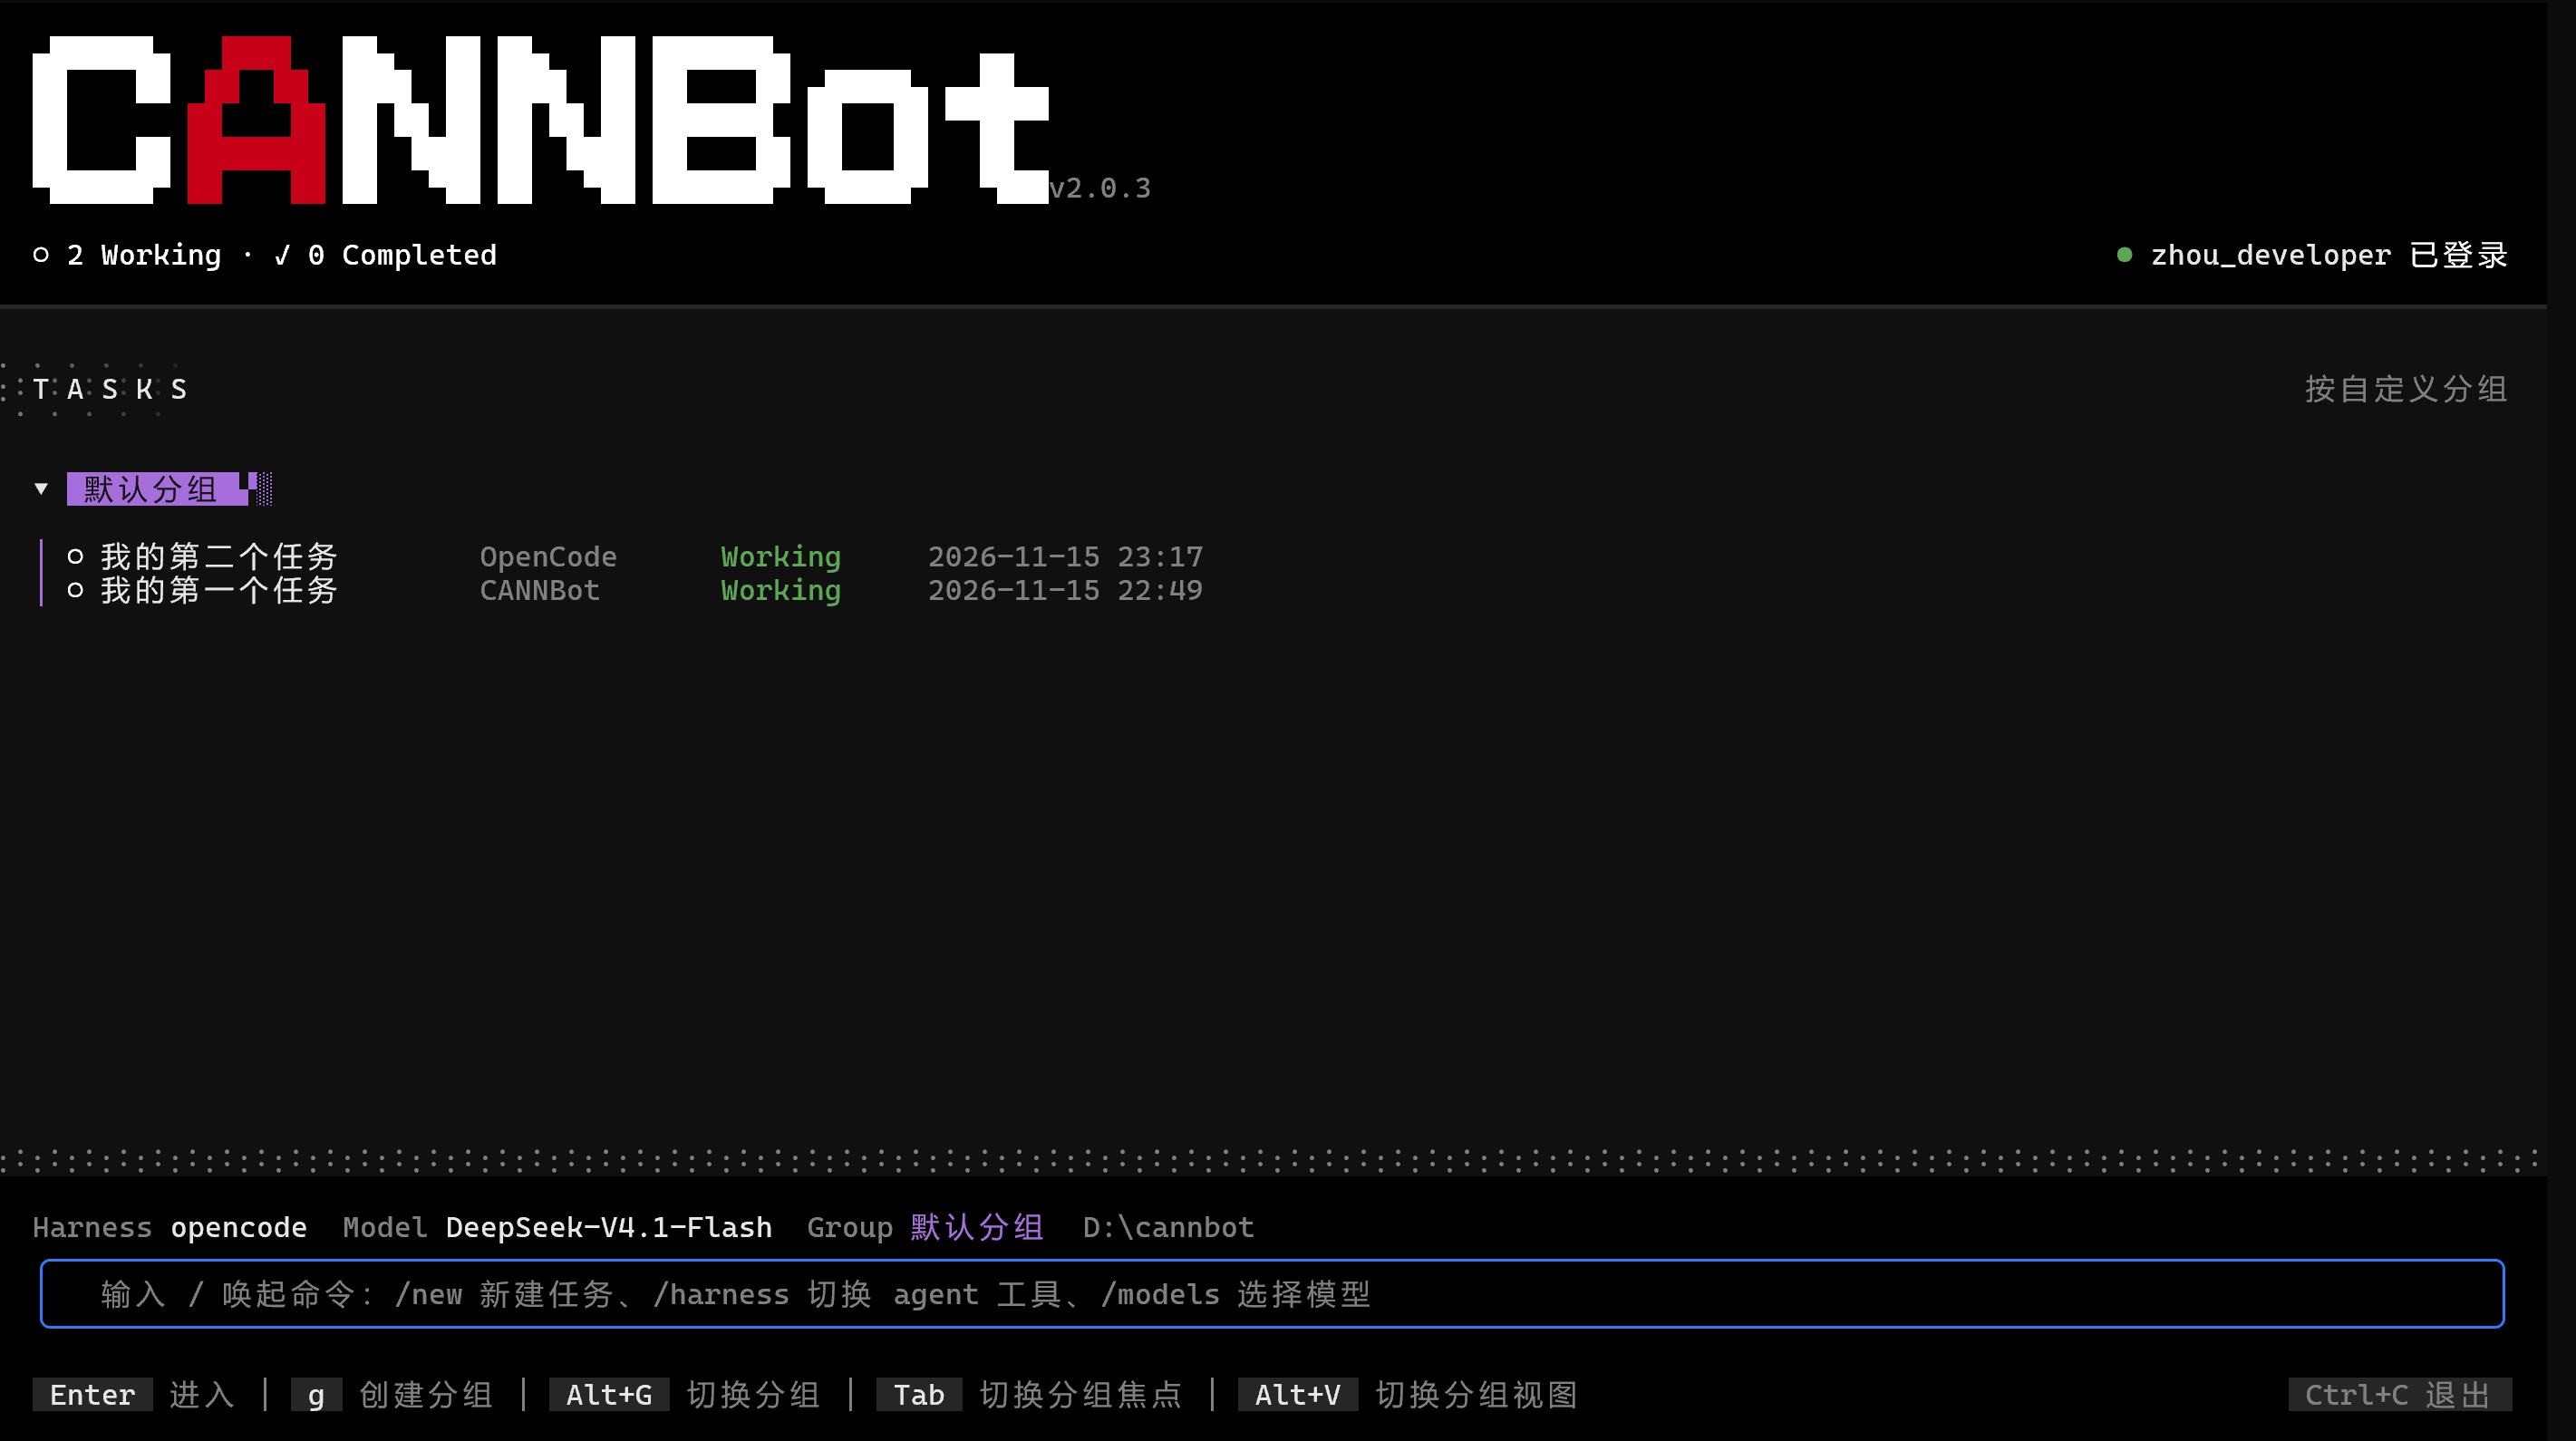 CANNBot v2.0.3
○ 2 Working · √ 0 Completed
● zhou_developer 已登录
TASKS
按自定义分组
▼ 默认分组
○ 我的第二个任务 OpenCode Working 2026-11-15 23:17
○ 我的第一个任务 CANNBot Working 2026-11-15 22:49
Harness opencode Model DeepSeek-V4.1-Flash Group 默认分组 D:\cannbot
输入 / 唤起命令: /new 新建任务、/harness 切换 agent 工具、/models 选择模型
Enter 进入 │ g 创建分组 │ Alt+G 切换分组 │ Tab 切换分组焦点 │ Alt+V 切换分组视图
Ctrl+C 退出